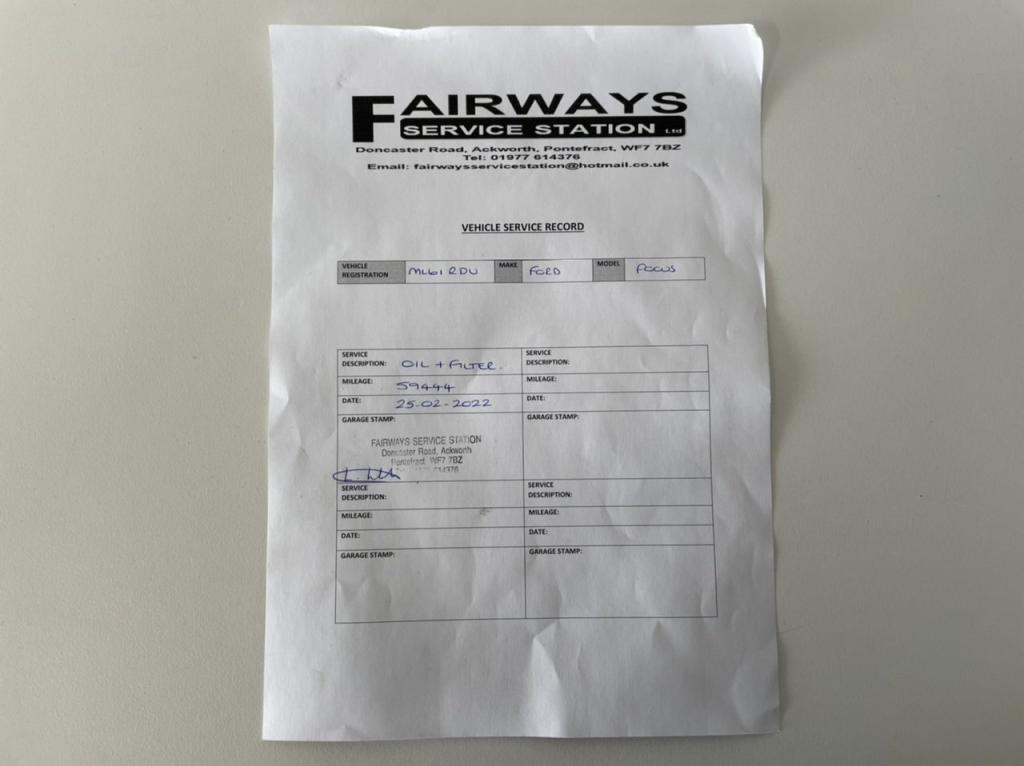 FAIRWAYS
SERVICE STATION Ltd
Doncaster Road, Ackworth, Pontefract, WF7 7BZ
Tel: 01977 614376
Email: fairwaysservicestation@hotmail.co.uk
VEHICLE SERVICE RECORD
VEHICLE REGISTRATION ML61 RDU MAKE FORD MODEL FOCUS
SERVICE
DESCRIPTION: OIL + FILTER.
MILEAGE: 59444
DATE: 25-02-2022
GARAGE STAMP:
FAIRWAYS SERVICE STATION
Doncaster Road, Ackworth
Pontefract, WF7 7BZ
614376
SERVICE
DESCRIPTION:
MILEAGE:
DATE:
GARAGE STAMP:
SERVICE
DESCRIPTION:
MILEAGE:
DATE:
GARAGE STAMP:
SERVICE
DESCRIPTION:
MILEAGE:
DATE:
GARAGE STAMP: